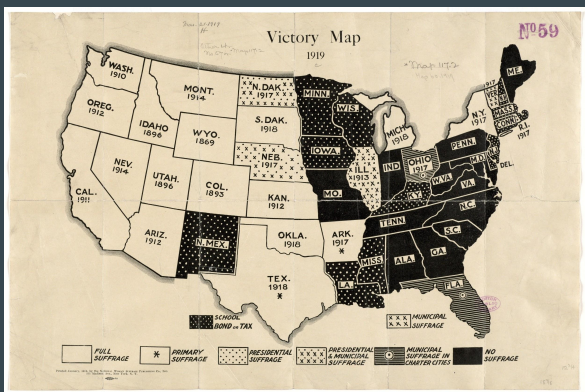 Nº 59
Victory Map
1919
WASH.
1910
OREG.
1912
CAL.
1911
NEV.
1914
IDAHO
1896
MONT.
1914
WYO.
1869
UTAH.
1896
COL.
1893
ARIZ.
1912
N.MEX.
N.DAK.
1917
S.DAK.
1918
NEB.
1917
KAN.
1912
OKLA.
1918
TEX.
1918
*
MINN.
IOWA
MO.
ARK.
1917
*
LA.
WIS.
ILL.
1913
MICH.
1918
IND.
OHIO
1917
KY.
TENN.
MISS.
ALA.
GA.
FLA.
S.C.
N.C.
VA.
W.VA.
MD.
DEL.
PENN.
N.J.
N.Y.
1917
CONN.
R.I.
1917
MASS.
1917
VER.
N.H.
ME.
SCHOOL
BOND OR TAX
MUNICIPAL
SUFFRAGE
FULL
SUFFRAGE
*
PRIMARY
SUFFRAGE
PRESIDENTIAL
SUFFRAGE
PRESIDENTIAL
& MUNICIPAL
SUFFRAGE
MUNICIPAL
SUFFRAGE IN
CHARTER CITIES
NO
SUFFRAGE